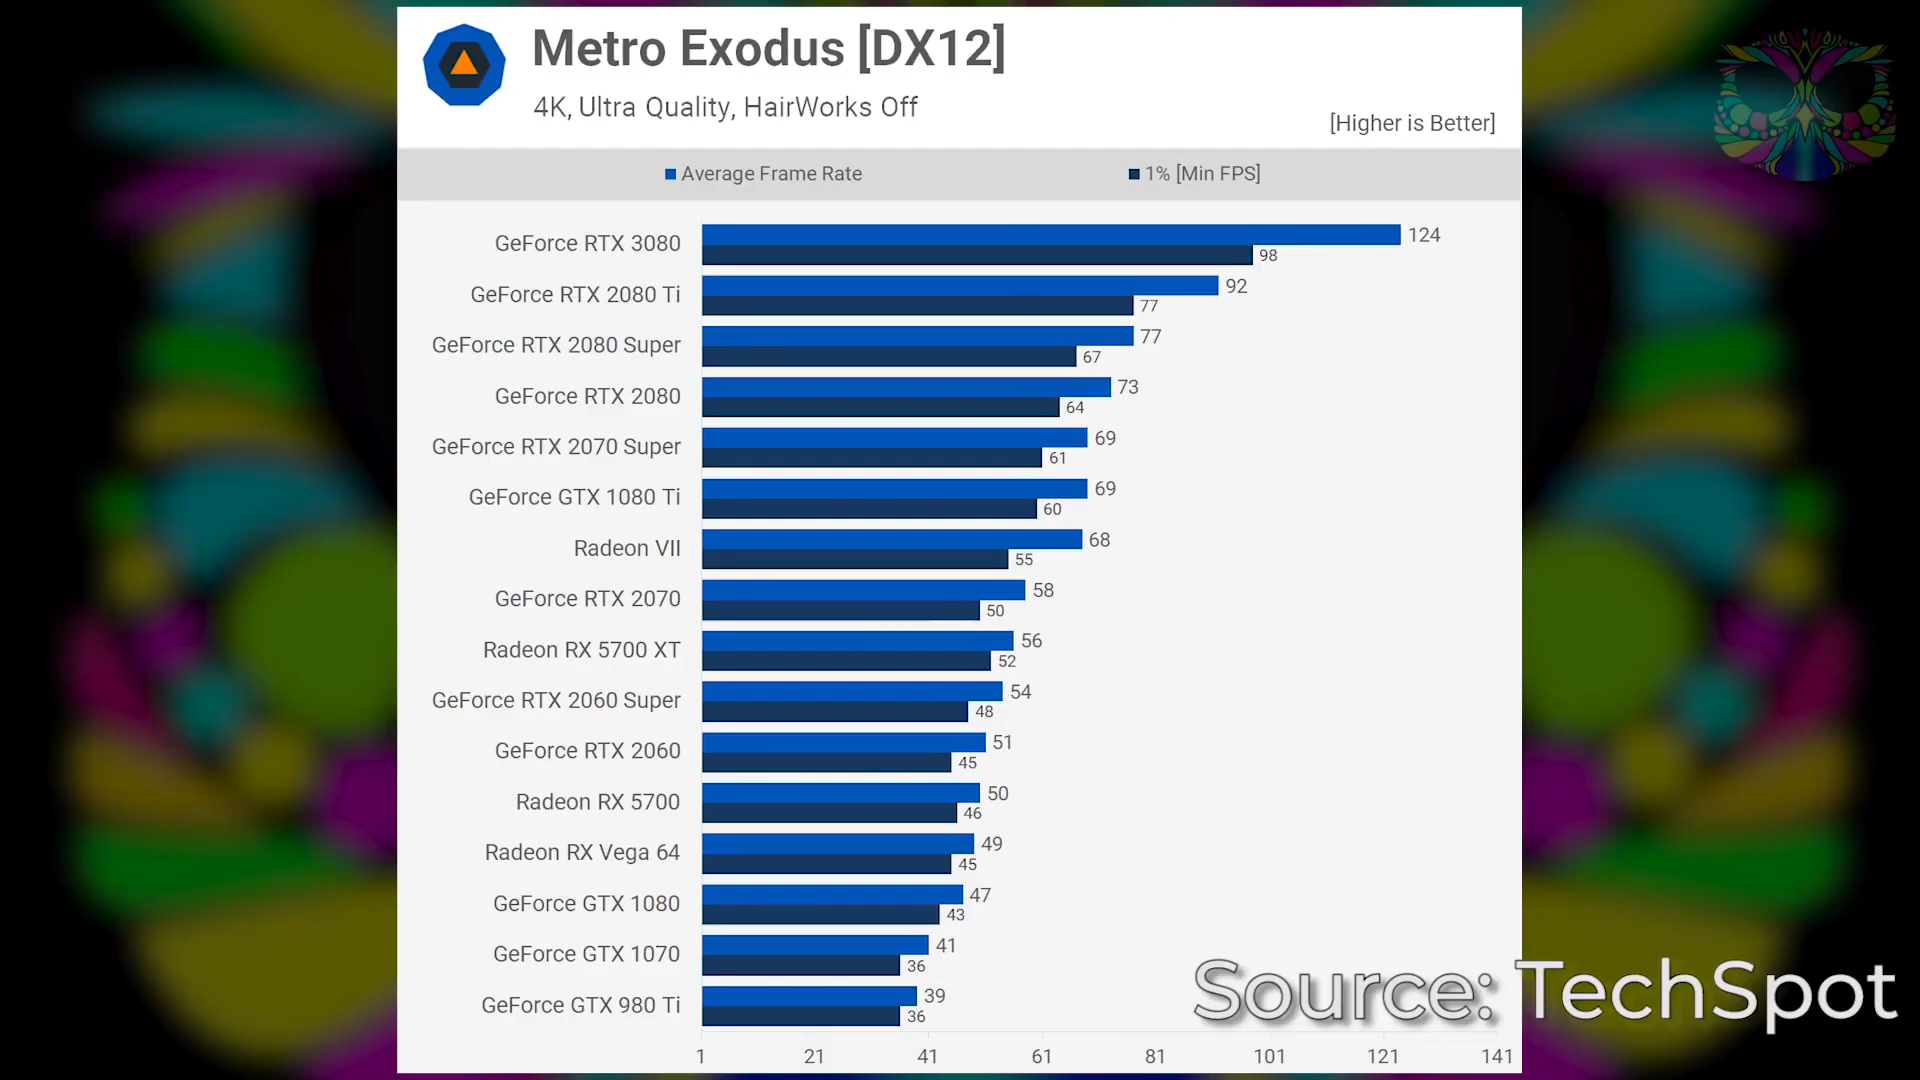 Metro Exodus [DX12]
4K, Ultra Quality, HairWorks Off
[Higher is Better]
Average Frame Rate 1% [Min FPS]
GeForce RTX 3080 124
98
GeForce RTX 2080 Ti 92
77
GeForce RTX 2080 Super 77
67
GeForce RTX 2080 73
64
GeForce RTX 2070 Super 69
61
GeForce GTX 1080 Ti 69
60
Radeon VII 68
55
GeForce RTX 2070 58
50
Radeon RX 5700 XT 56
52
GeForce RTX 2060 Super 54
48
GeForce RTX 2060 51
45
Radeon RX 5700 50
46
Radeon RX Vega 64 49
45
GeForce GTX 1080 47
43
GeForce GTX 1070 41
36
GeForce GTX 980 Ti 39
36
1 21 41 61 81 101 121 141
Source: TechSpot